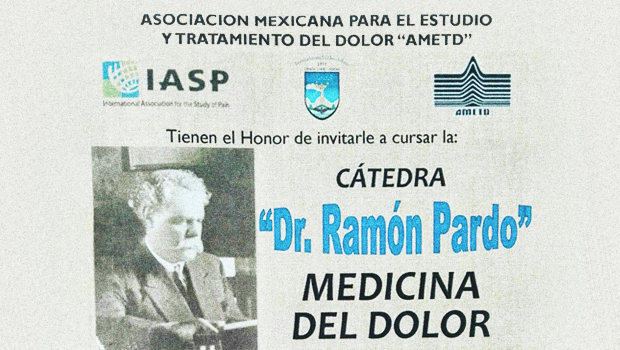 ASOCIACION MEXICANA PARA EL ESTUDIO
Y TRATAMIENTO DEL DOLOR “AMETD”
IASP
International Association for the Study of Pain
AMETD
Tienen el Honor de invitarle a cursar la:
CÁTEDRA
“Dr. Ramón Pardo”
MEDICINA
DEL DOLOR